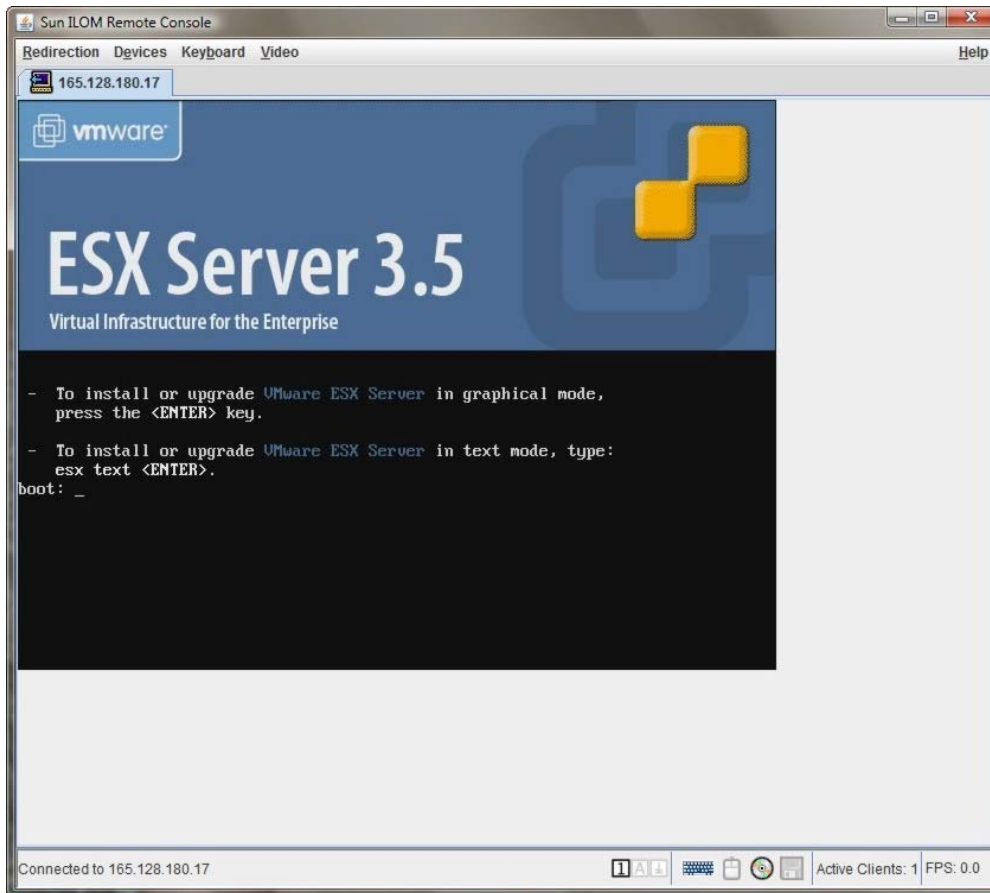 Sun ILOM Remote Console
Redirection Devices Keyboard Video Help
165.128.180.17
vmware
ESX Server 3.5
Virtual Infrastructure for the Enterprise
- To install or upgrade VMware ESX Server in graphical mode,
press the <ENTER> key.
- To install or upgrade VMware ESX Server in text mode, type:
esx text <ENTER>.
boot: _
Connected to 165.128.180.17 1 A Active Clients: 1 FPS: 0.0